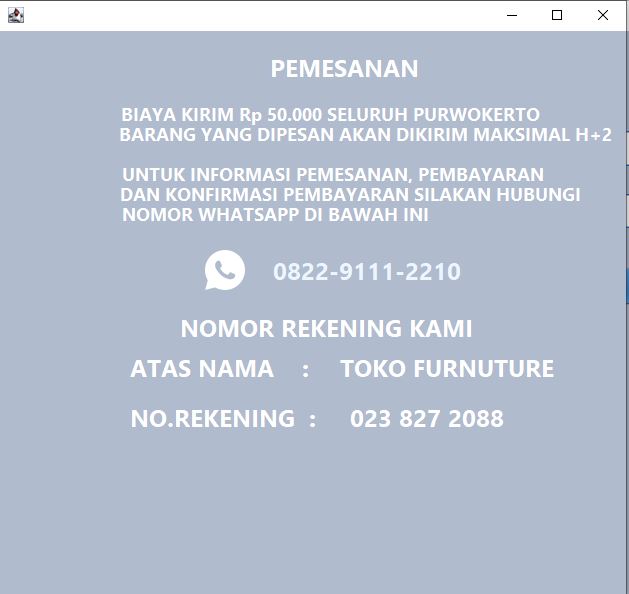 PEMESANAN
BIAYA KIRIM Rp 50.000 SELURUH PURWOKERTO
BARANG YANG DIPESAN AKAN DIKIRIM MAKSIMAL H+2
UNTUK INFORMASI PEMESANAN, PEMBAYARAN
DAN KONFIRMASI PEMBAYARAN SILAKAN HUBUNGI
NOMOR WHATSAPP DI BAWAH INI
0822-9111-2210
NOMOR REKENING KAMI
ATAS NAMA : TOKO FURNUTURE
NO.REKENING : 023 827 2088